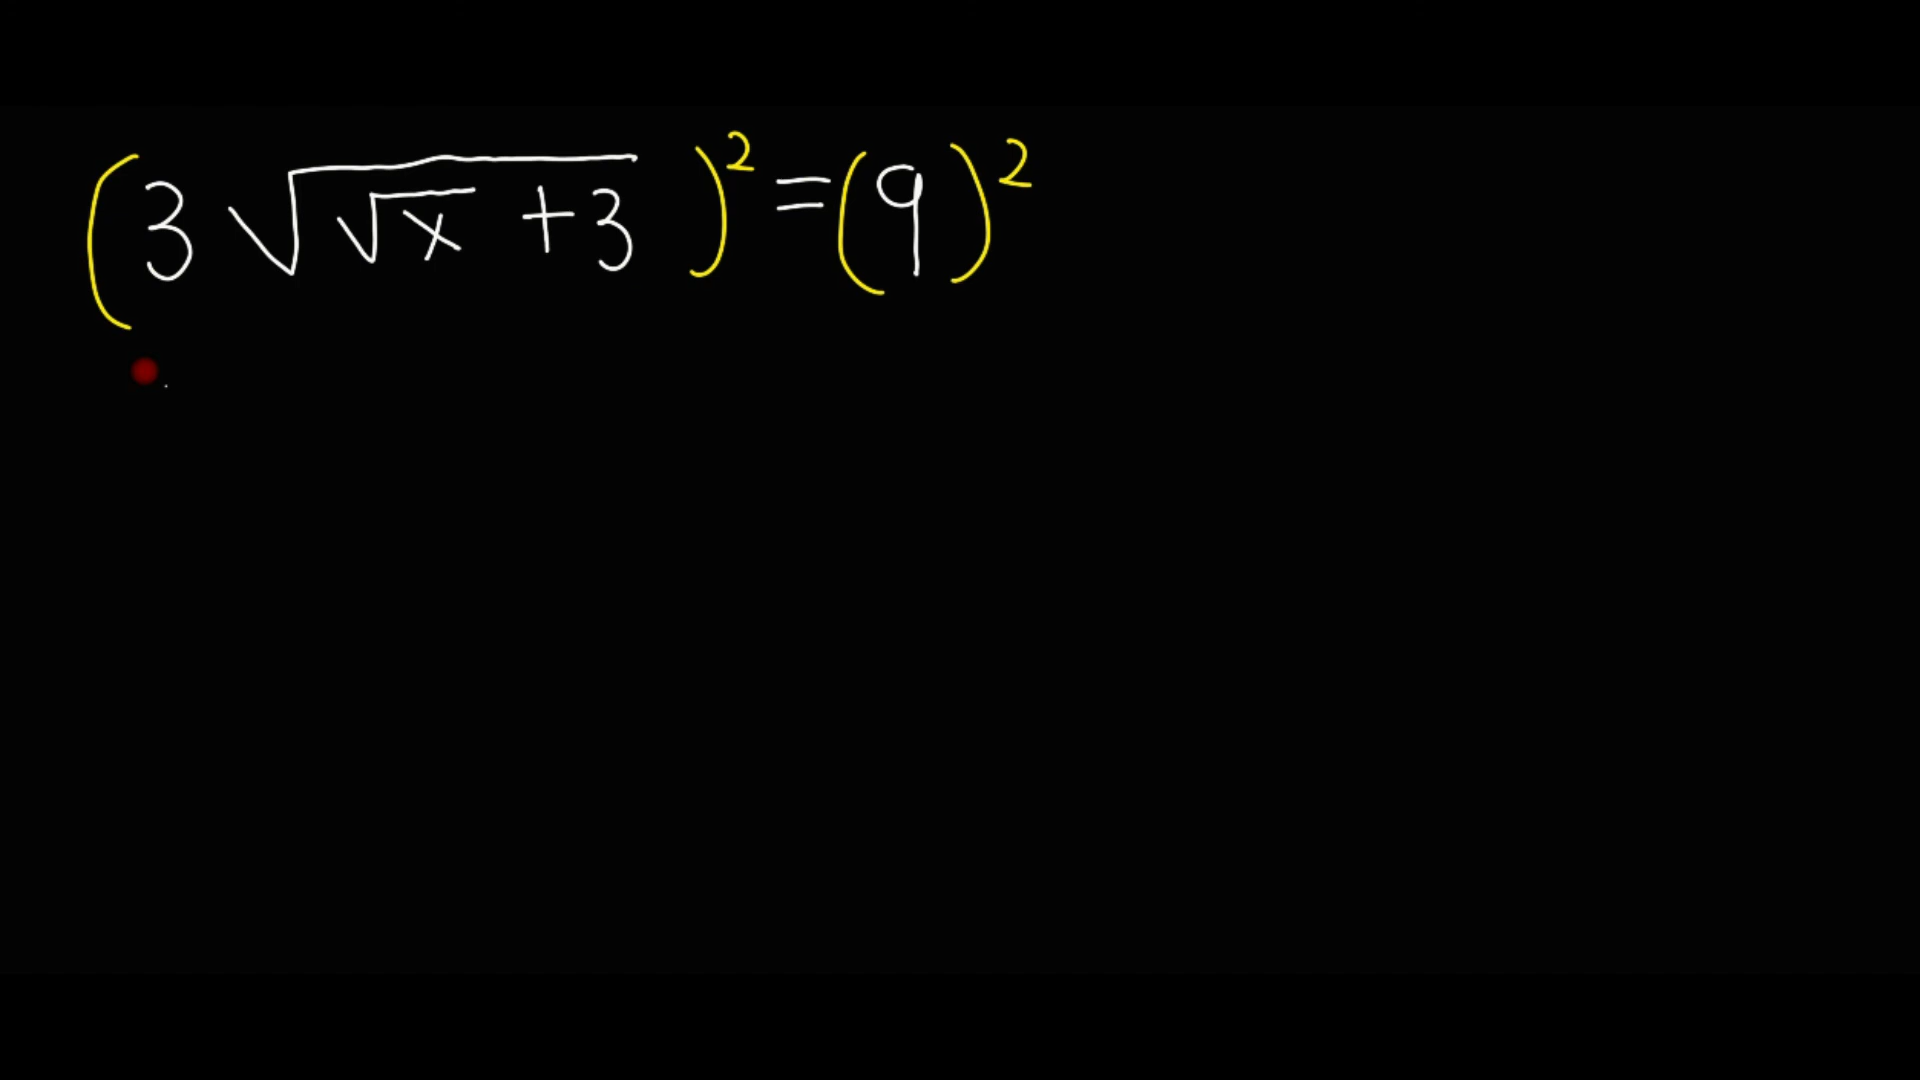 (3√(√x + 3))² = (9)²